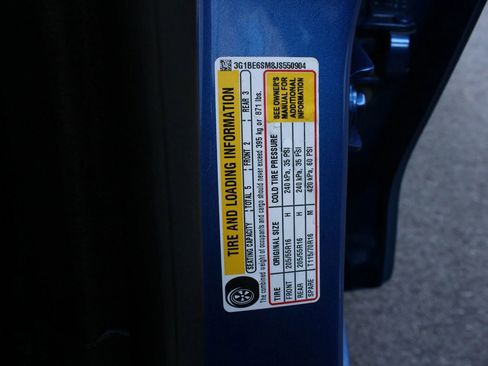 3G1BE6SM8JS550904
TIRE AND LOADING INFORMATION
SEATING CAPACITY TOTAL 5 FRONT 2 REAR 3
The combined weight of occupants and cargo should never exceed 395 kg or 871 lbs.
TIRE ORIGINAL SIZE COLD TIRE PRESSURE
FRONT 205/55R16 H 240 kPa, 35 PSI
REAR 205/55R16 H 240 kPa, 35 PSI
SPARE T115/70R16 M 420 kPa, 60 PSI
SEE OWNER'S
MANUAL FOR
ADDITIONAL
INFORMATION